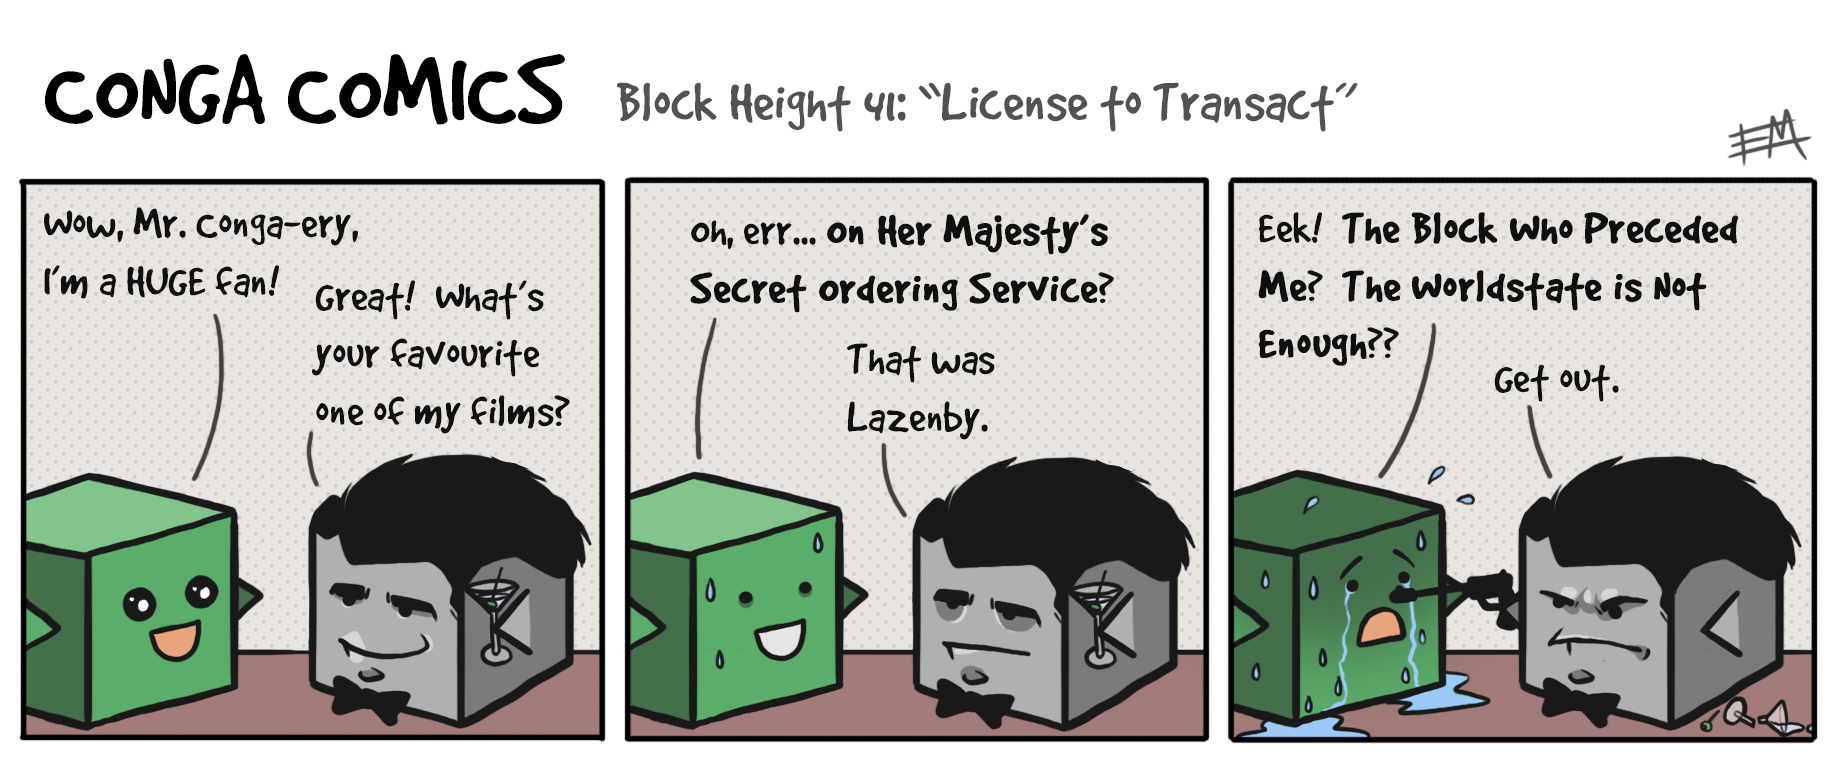 CONGA COMICS
Block Height 41: "License to Transact"
EM
Wow, Mr. Conga-ery,
I'm a HUGE fan!
Great! What's
your favourite
one of my films?
Oh, err... On Her Majesty's
Secret Ordering Service?
That was
Lazenby.
Eek! The Block Who Preceded
Me? The Worldstate is Not
Enough??
Get out.